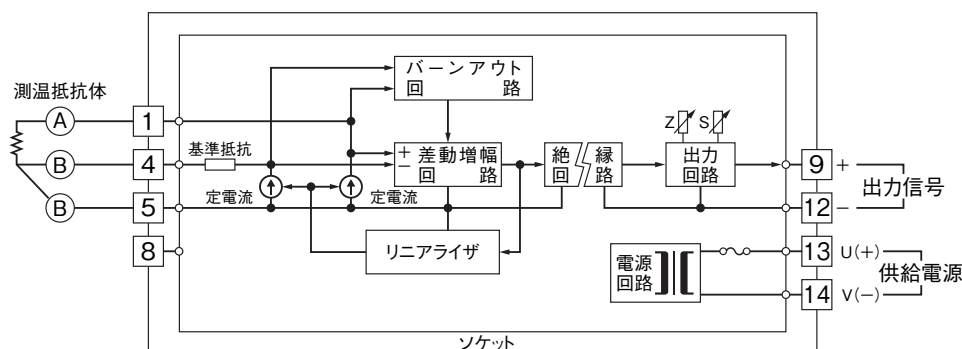 バーンアウト
回路
測温抵抗体
A
1
Z
S
基準抵抗
B
4
+
−
差動増幅
回路
絶縁
回路
出力
回路
9
+
出力信号
定電流
定電流
B
5
12
−
8
リニアライザ
電源
回路
13
U(+)
供給電源
14
V(−)
ソケット